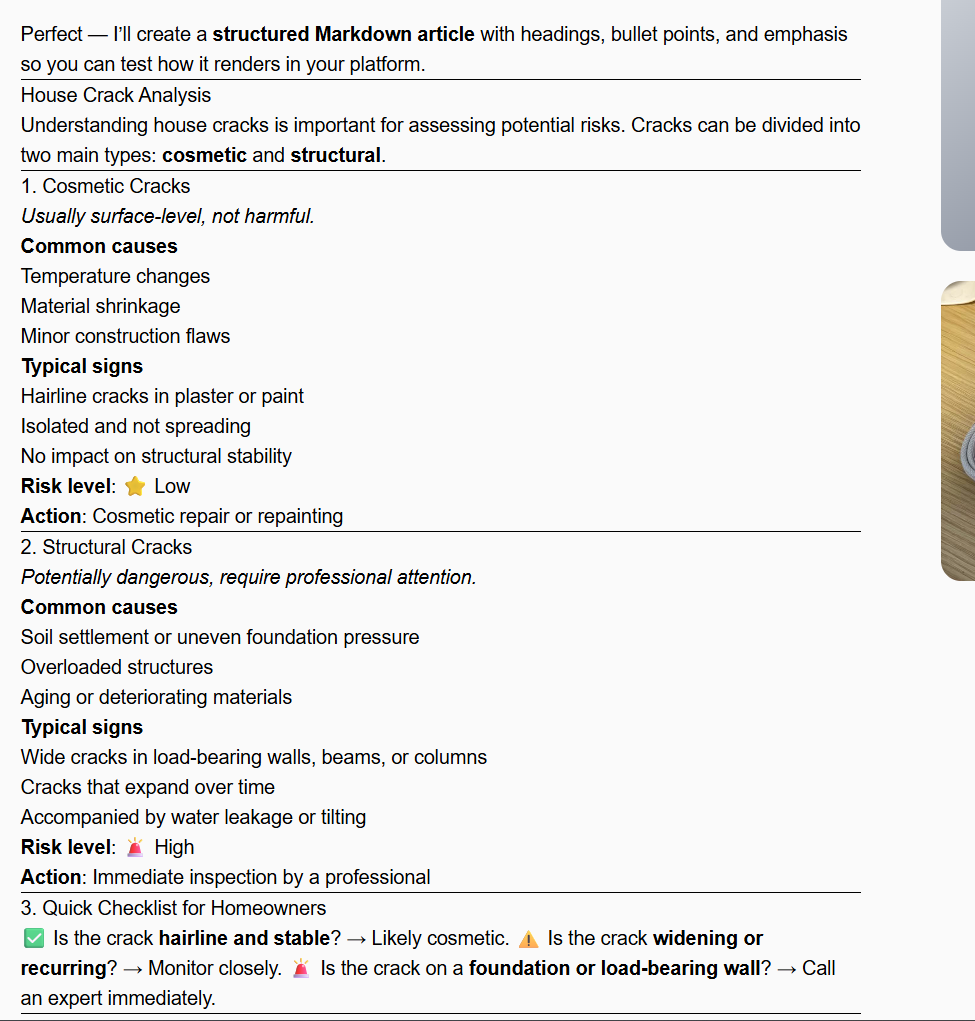 Perfect — I’ll create a structured Markdown article with headings, bullet points, and emphasis
so you can test how it renders in your platform.
House Crack Analysis
Understanding house cracks is important for assessing potential risks. Cracks can be divided into
two main types: cosmetic and structural.
1. Cosmetic Cracks
Usually surface-level, not harmful.
Common causes
Temperature changes
Material shrinkage
Minor construction flaws
Typical signs
Hairline cracks in plaster or paint
Isolated and not spreading
No impact on structural stability
Risk level: ⭐ Low
Action: Cosmetic repair or repainting
2. Structural Cracks
Potentially dangerous, require professional attention.
Common causes
Soil settlement or uneven foundation pressure
Overloaded structures
Aging or deteriorating materials
Typical signs
Wide cracks in load-bearing walls, beams, or columns
Cracks that expand over time
Accompanied by water leakage or tilting
Risk level: 🚨 High
Action: Immediate inspection by a professional
3. Quick Checklist for Homeowners
✅ Is the crack hairline and stable? → Likely cosmetic. ⚠️ Is the crack widening or
recurring? → Monitor closely. 🚨 Is the crack on a foundation or load-bearing wall? → Call
an expert immediately.